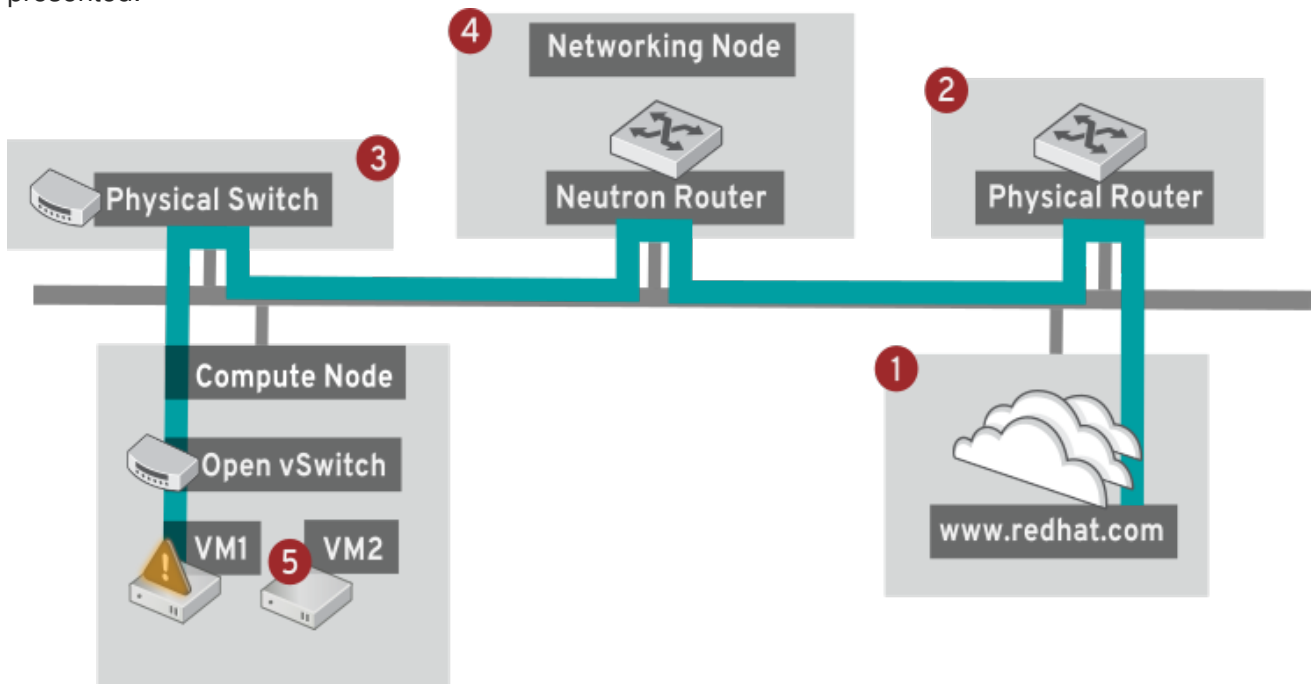 presented.
4
Networking Node
2
3
Physical Switch
Neutron Router
Physical Router
Compute Node
1
Open vSwitch
VM1
VM2
5
www.redhat.com